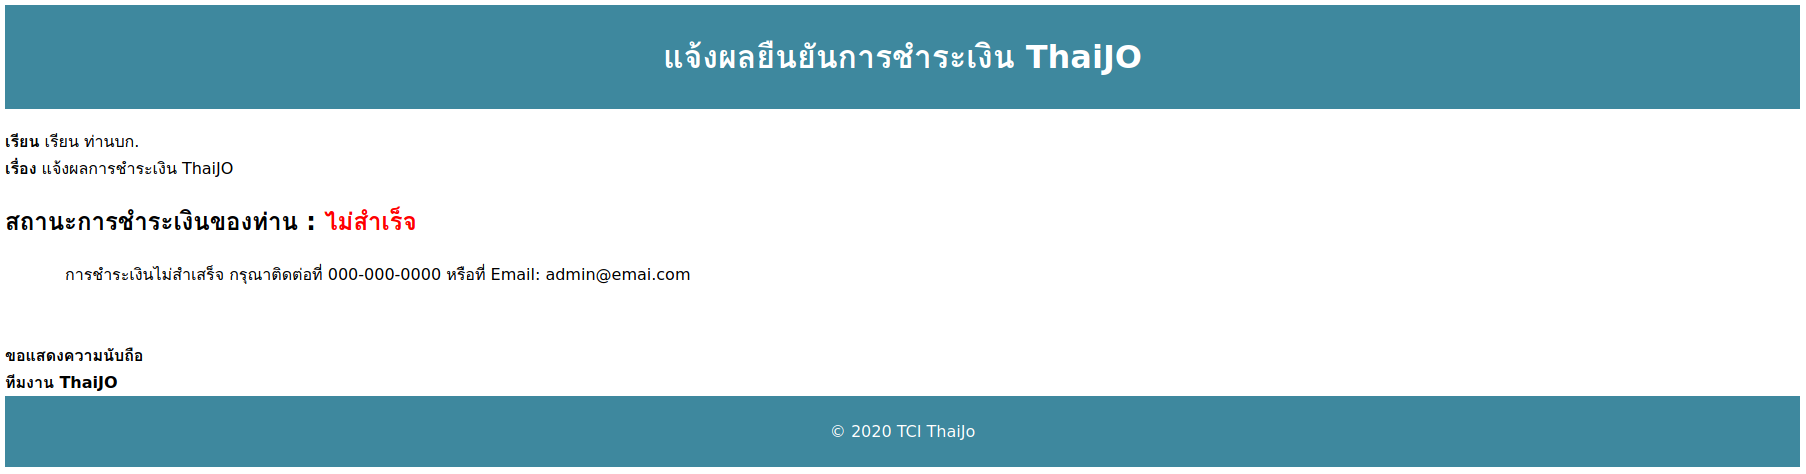 แจ้งผลยืนยันการชำระเงิน ThaiJO
เรียน เรียน ท่านบก.
เรื่อง แจ้งผลการชำระเงิน ThaiJO
สถานะการชำระเงินของท่าน : ไม่สำเร็จ
การชำระเงินไม่สำเสร็จ กรุณาติดต่อที่ 000-000-0000 หรือที่ Email: admin@emai.com
ขอแสดงความนับถือ
ทีมงาน ThaiJO
© 2020 TCI ThaiJo